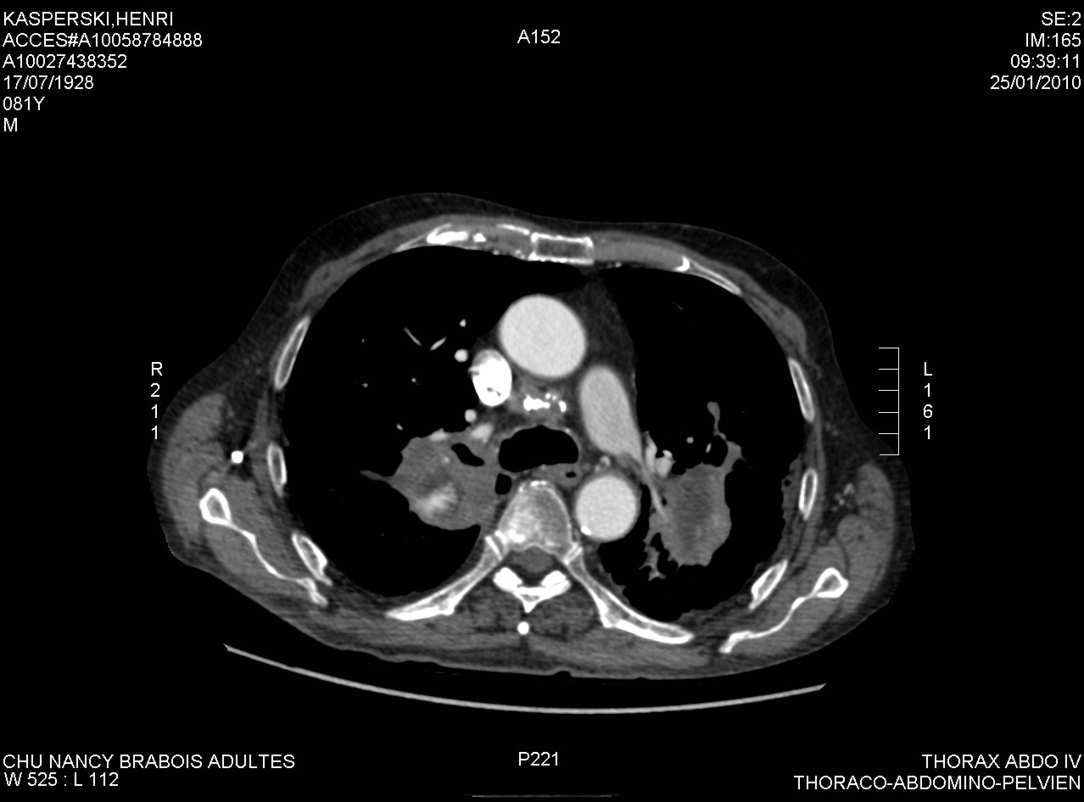 KASPERSKI,HENRI
ACCES#A10058784888
A10027438352
17/07/1928
081Y
M
A152
SE:2
IM:165
09:39:11
25/01/2010
R
2
1
1
L
1
6
1
CHU NANCY BRABOIS ADULTES
W 525 : L 112
P221
THORAX ABDO IV
THORACO-ABDOMINO-PELVIEN